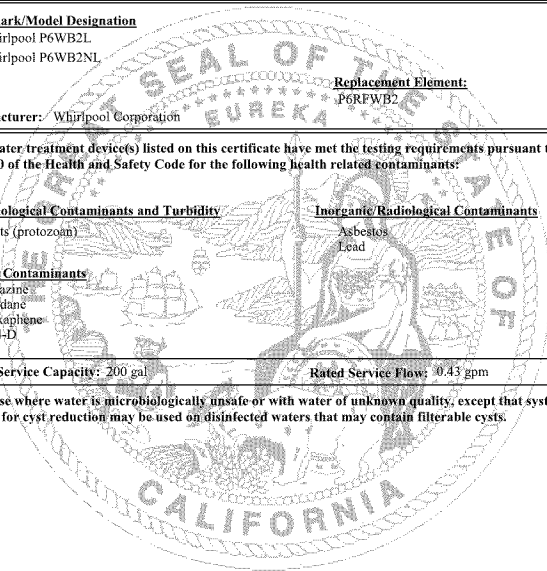 ark/Model Designation
irlpool P6WB2L
irlpool P6WB2NL
Replacement Element:
P6RFWB2
acturer: Whirlpool Corporation
ater treatment device(s) listed on this certificate have met the testing requirements pursuant t
0 of the Health and Safety Code for the following health related contaminants:
ological Contaminants and Turbidity
Inorganic/Radiological Contaminants
ts (protozoan)
Asbestos
Lead
Contaminants
azine
dane
aphene
-D
Service Capacity: 200 gal
Rated Service Flow: 0.43 gpm
se where water is microbiologically unsafe or with water of unknown quality, except that syst
for cyst reduction may be used on disinfected waters that may contain filterable cysts.
THE GREAT SEAL OF THE STATE OF
EUREKA
CALIFORNIA